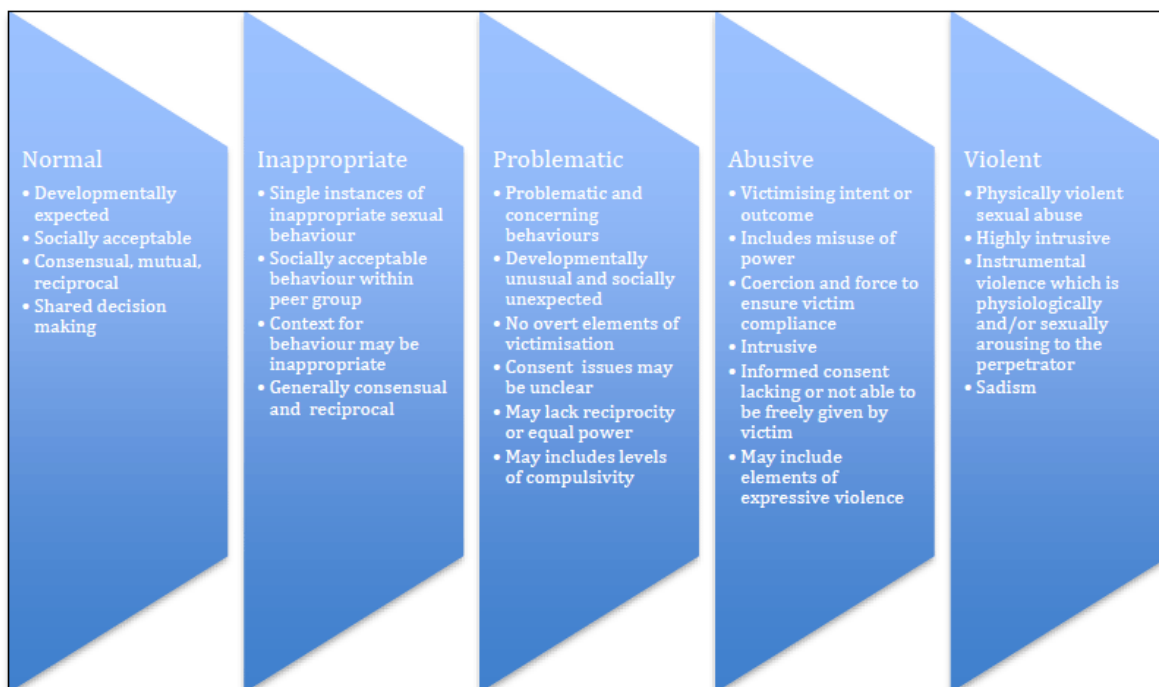 Normal
• Developmentally
expected
• Socially acceptable
• Consensual, mutual,
reciprocal
• Shared decision
making
Inappropriate
• Single instances of
inappropriate sexual
behaviour
• Socially acceptable
behaviour within
peer group
• Context for
behaviour may be
inappropriate
• Generally consensual
and reciprocal
Problematic
• Problematic and
concerning
behaviours
• Developmentally
unusual and socially
unexpected
• No overt elements of
victimisation
• Consent issues may
be unclear
• May lack reciprocity
or equal power
• May includes levels
of compulsivity
Abusive
• Victimising intent or
outcome
• Includes misuse of
power
• Coercion and force to
ensure victim
compliance
• Intrusive
• Informed consent
lacking or not able to
be freely given by
victim
• May include
elements of
expressive violence
Violent
• Physically violent
sexual abuse
• Highly intrusive
• Instrumental
violence which is
physiologically
and/or sexually
arousing to the
perpetrator
• Sadism